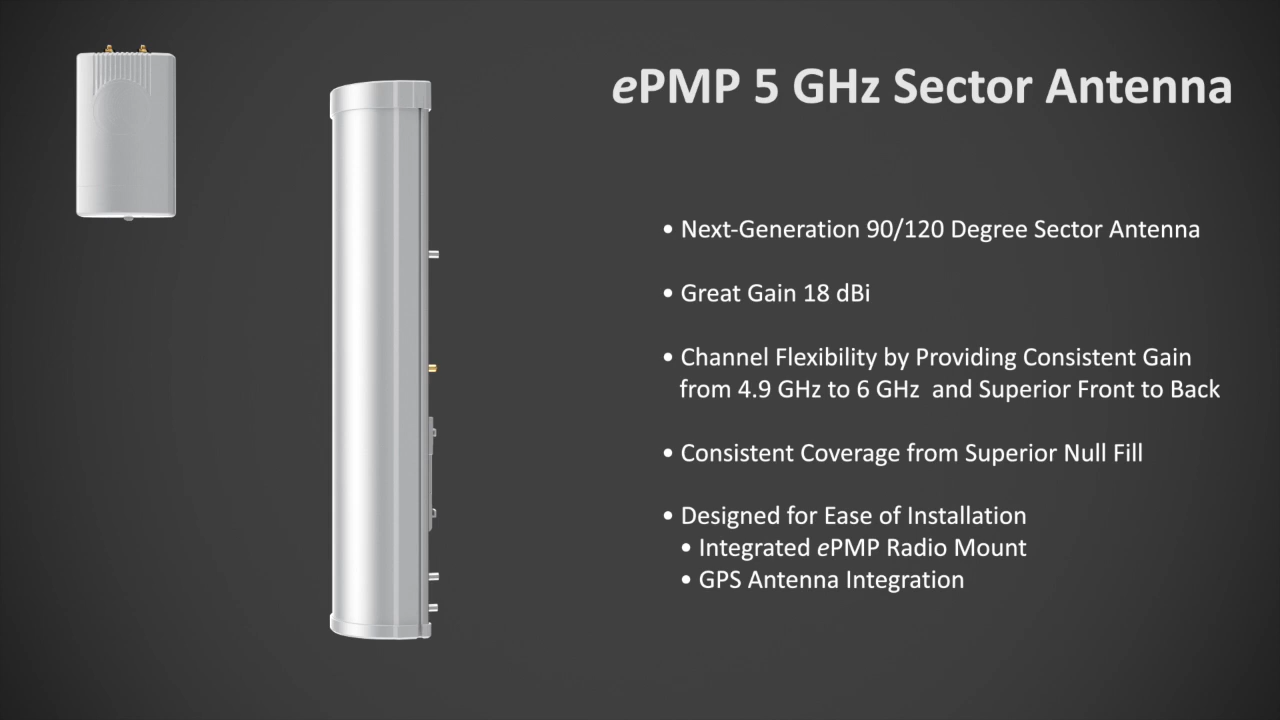 ePMP 5 GHz Sector Antenna
• Next-Generation 90/120 Degree Sector Antenna
• Great Gain 18 dBi
• Channel Flexibility by Providing Consistent Gain
from 4.9 GHz to 6 GHz  and Superior Front to Back
• Consistent Coverage from Superior Null Fill
• Designed for Ease of Installation
• Integrated ePMP Radio Mount
• GPS Antenna Integration